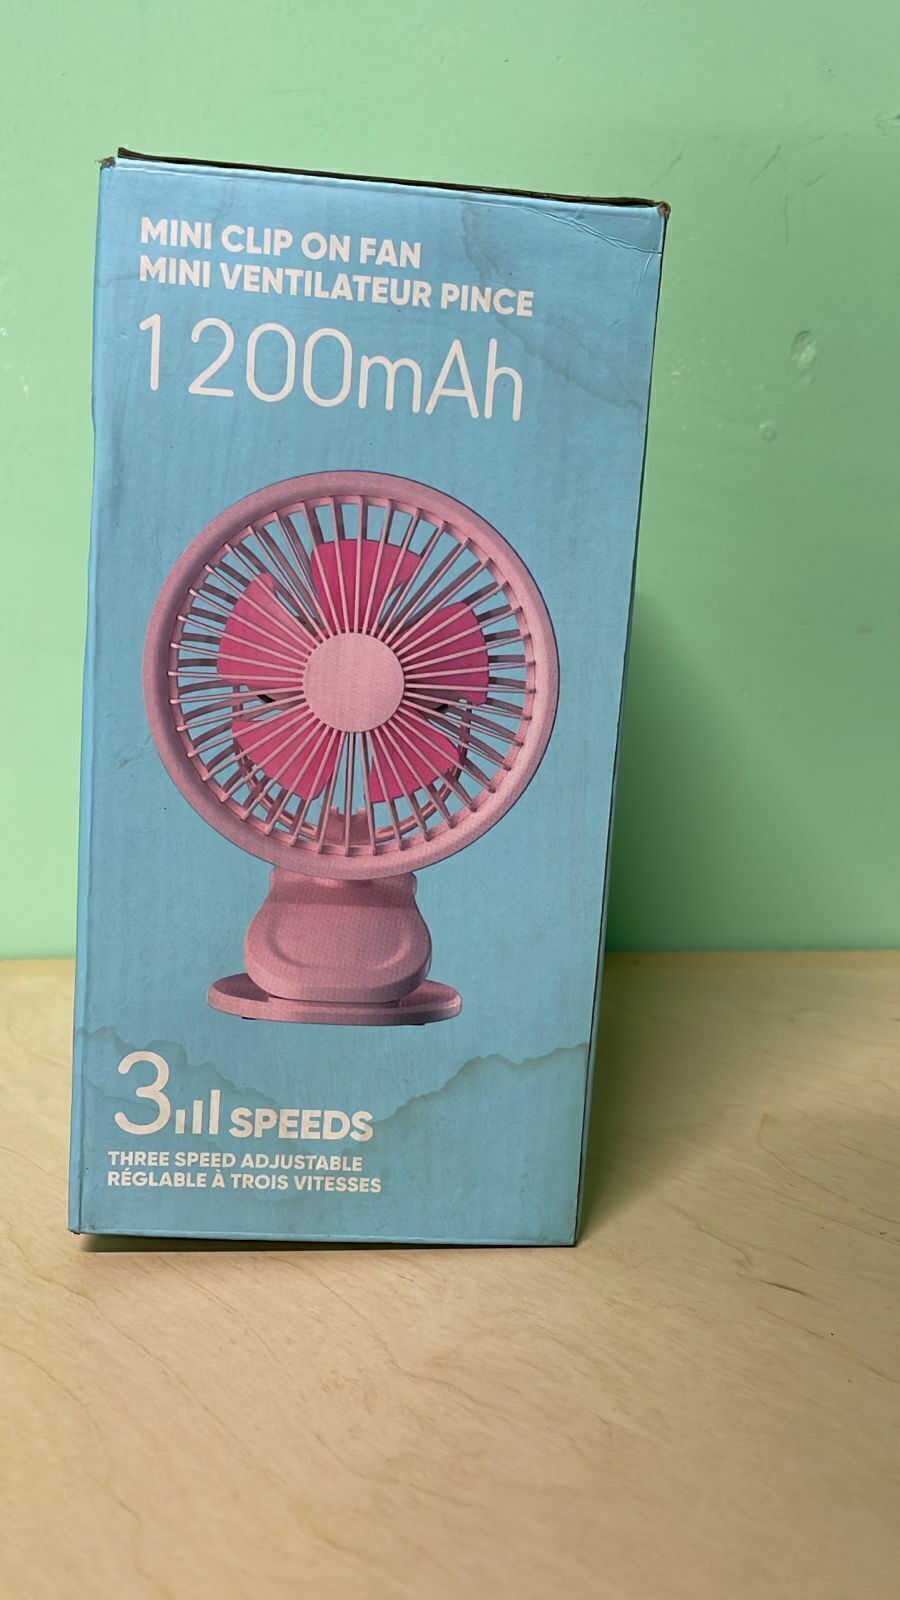 MINI CLIP ON FAN
MINI VENTILATEUR PINCE
1200mAh
3 SPEEDS
THREE SPEED ADJUSTABLE
RÉGLABLE À TROIS VITESSES